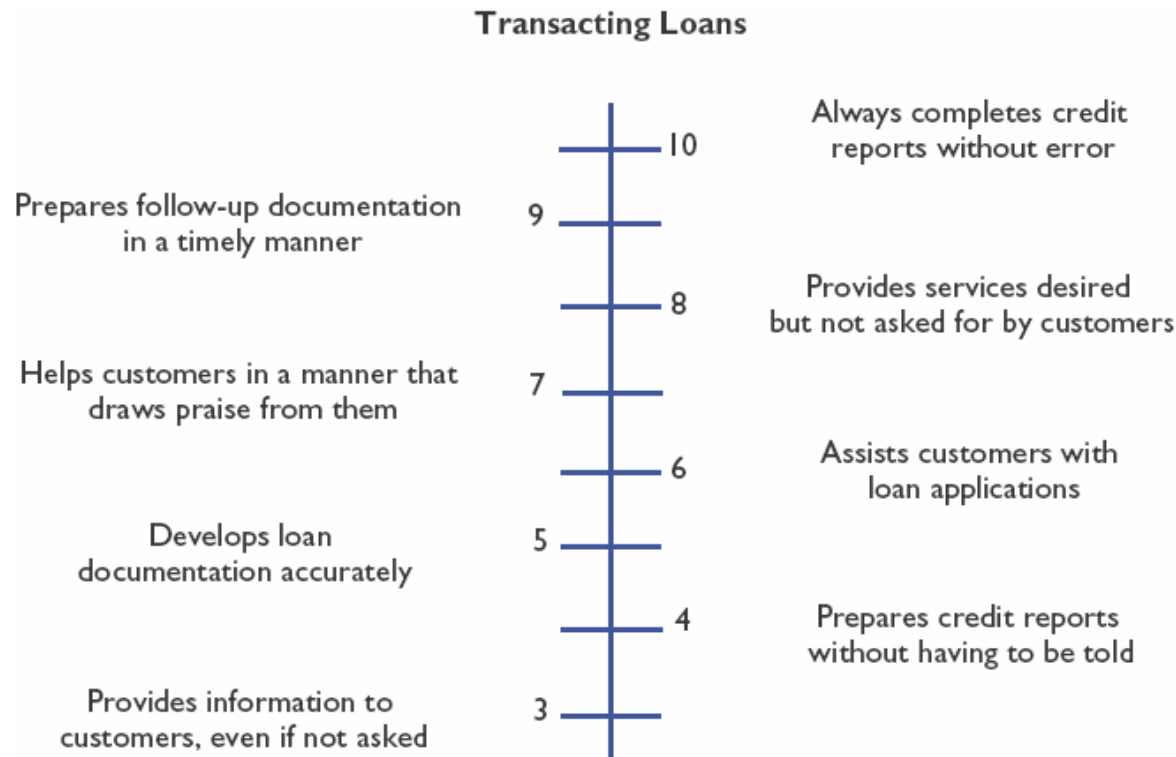 Transacting Loans
10
Always completes credit
reports without error
Prepares follow-up documentation
in a timely manner
9
8
Provides services desired
but not asked for by customers
Helps customers in a manner that
draws praise from them
7
6
Assists customers with
loan applications
Develops loan
documentation accurately
5
4
Prepares credit reports
without having to be told
Provides information to
customers, even if not asked
3